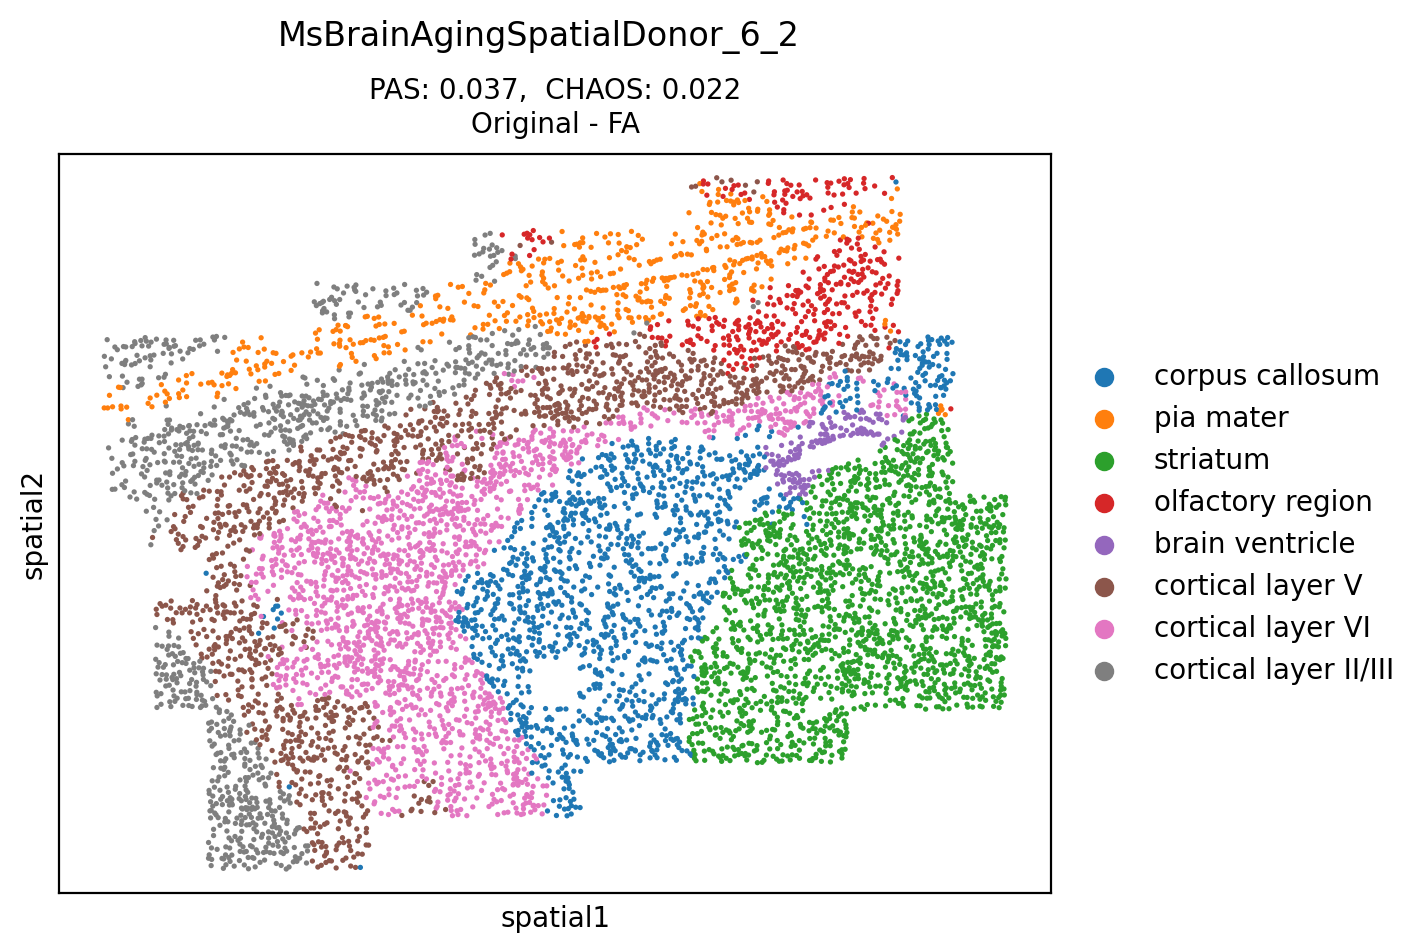 MsBrainAgingSpatialDonor_6_2
PAS: 0.037,  CHAOS: 0.022
Original - FA
spatial2
spatial1
corpus callosum
pia mater
striatum
olfactory region
brain ventricle
cortical layer V
cortical layer VI
cortical layer II/III